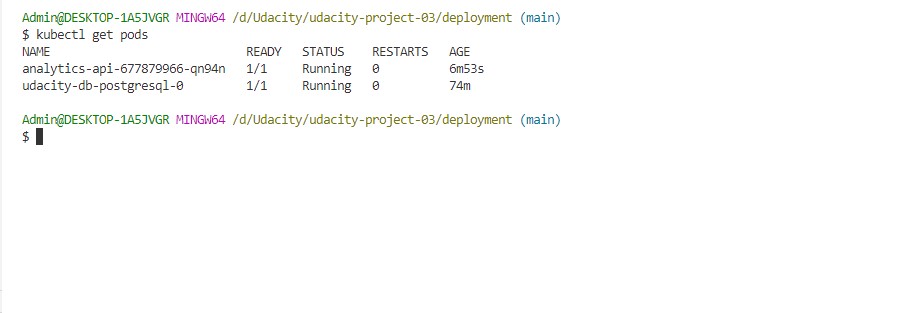 Admin@DESKTOP-1A5JVGR MINGW64 /d/Udacity/udacity-project-03/deployment (main)
$ kubectl get pods
NAME READY STATUS RESTARTS AGE
analytics-api-677879966-qn94n 1/1 Running 0 6m53s
udacity-db-postgresql-0 1/1 Running 0 74m
Admin@DESKTOP-1A5JVGR MINGW64 /d/Udacity/udacity-project-03/deployment (main)
$